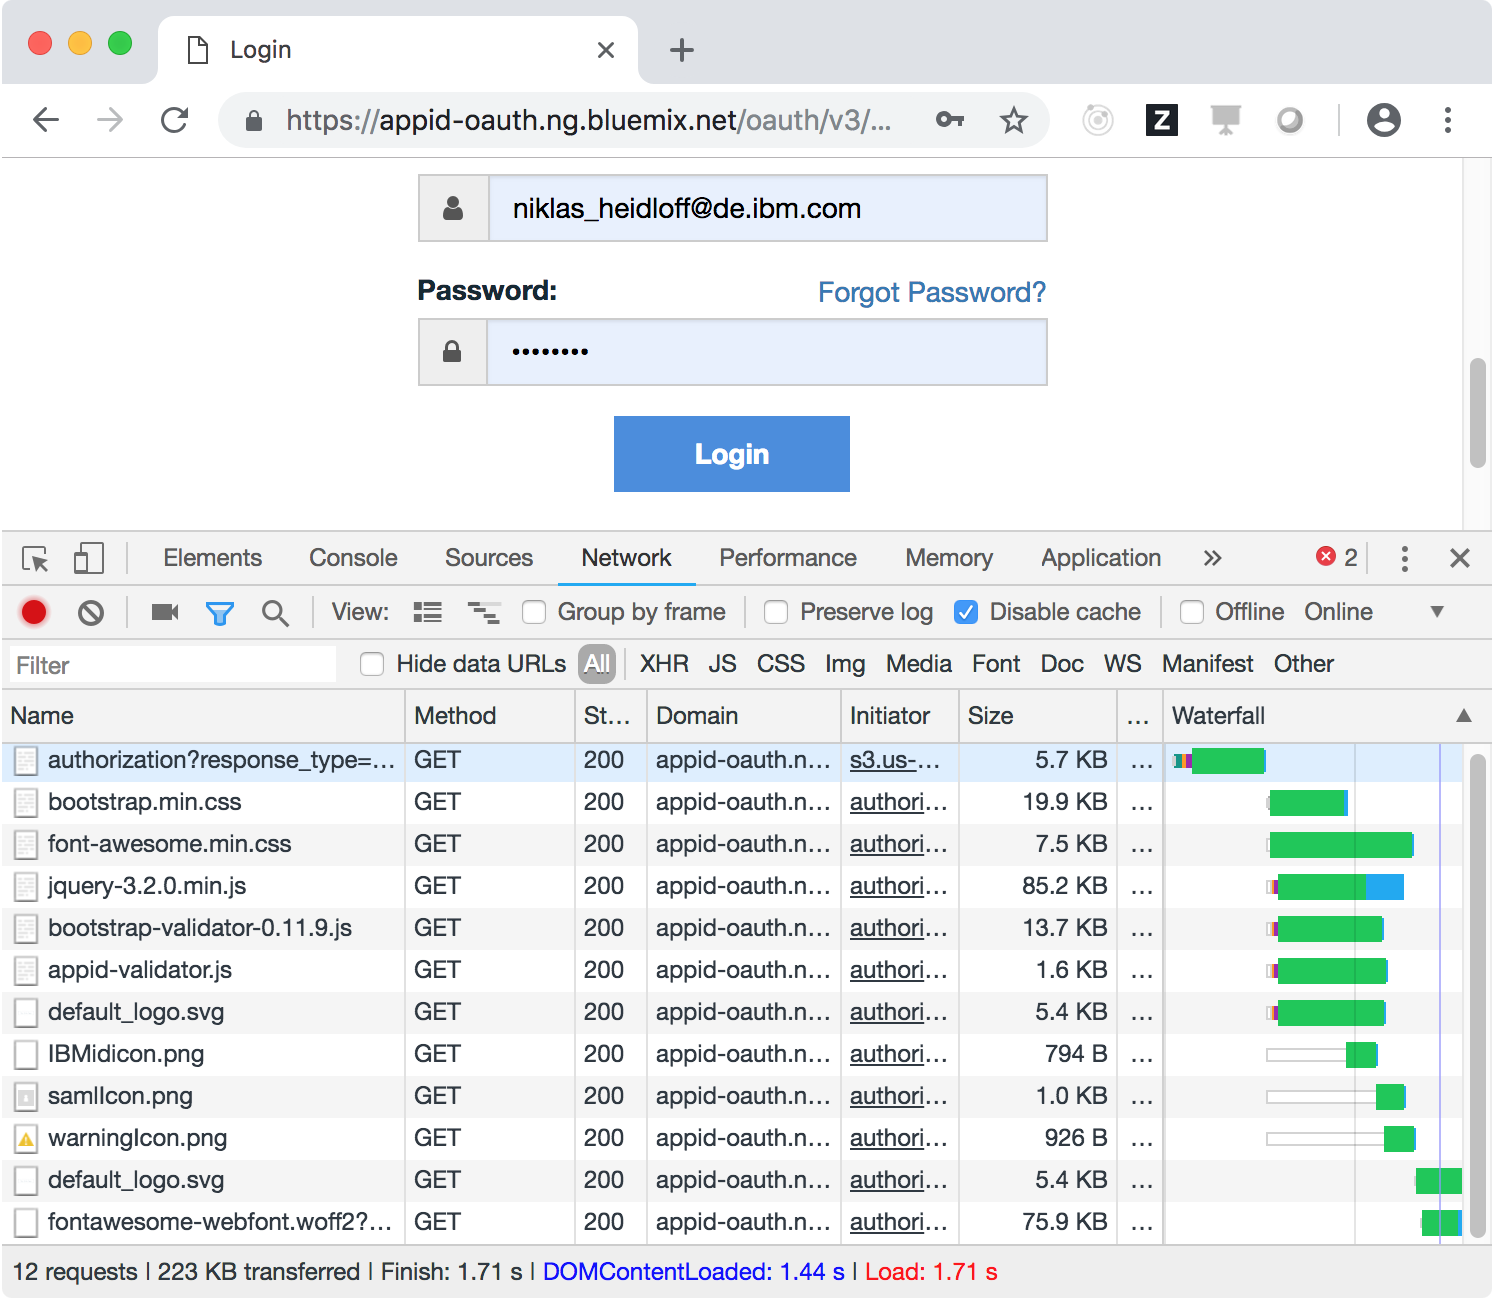 Login
https://appid-oauth.ng.bluemix.net/oauth/v3/...
Z
niklas_heidloff@de.ibm.com
Password: Forgot Password?
••••••••
Login
Elements Console Sources Network Performance Memory Application » 2
View: Group by frame Preserve log Disable cache Offline Online
Filter Hide data URLs All XHR JS CSS Img Media Font Doc WS Manifest Other
Name Method St... Domain Initiator Size ... Waterfall
authorization?response_type=... GET 200 appid-oauth.n... s3.us-... 5.7 KB ...
bootstrap.min.css GET 200 appid-oauth.n... authori... 19.9 KB ...
font-awesome.min.css GET 200 appid-oauth.n... authori... 7.5 KB ...
jquery-3.2.0.min.js GET 200 appid-oauth.n... authori... 85.2 KB ...
bootstrap-validator-0.11.9.js GET 200 appid-oauth.n... authori... 13.7 KB ...
appid-validator.js GET 200 appid-oauth.n... authori... 1.6 KB ...
default_logo.svg GET 200 appid-oauth.n... authori... 5.4 KB ...
IBMidicon.png GET 200 appid-oauth.n... authori... 794 B ...
samlIcon.png GET 200 appid-oauth.n... authori... 1.0 KB ...
warningIcon.png GET 200 appid-oauth.n... authori... 926 B ...
default_logo.svg GET 200 appid-oauth.n... authori... 5.4 KB ...
fontawesome-webfont.woff2?... GET 200 appid-oauth.n... authori... 75.9 KB ...
12 requests | 223 KB transferred | Finish: 1.71 s | DOMContentLoaded: 1.44 s | Load: 1.71 s